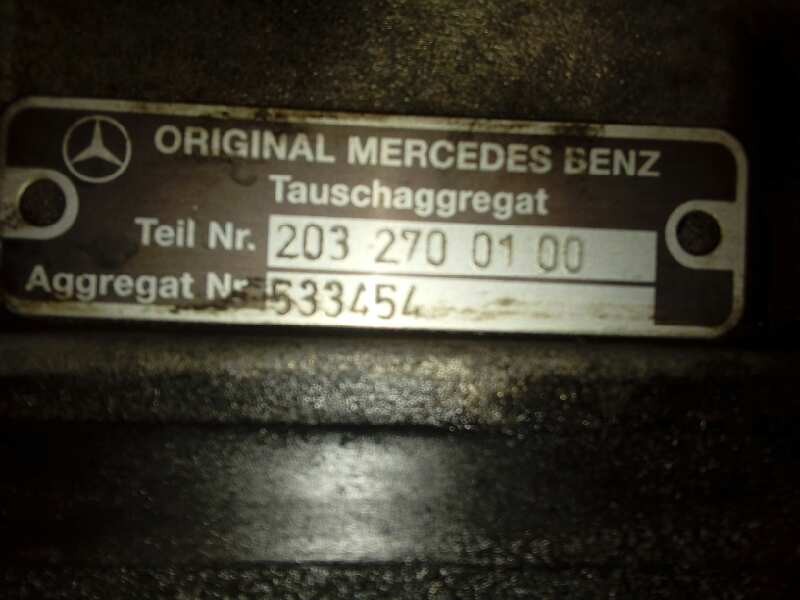 ORIGINAL MERCEDES BENZ
Tauschaggregat
Teil Nr. 203 270 01 00
Aggregat Nr. 533454